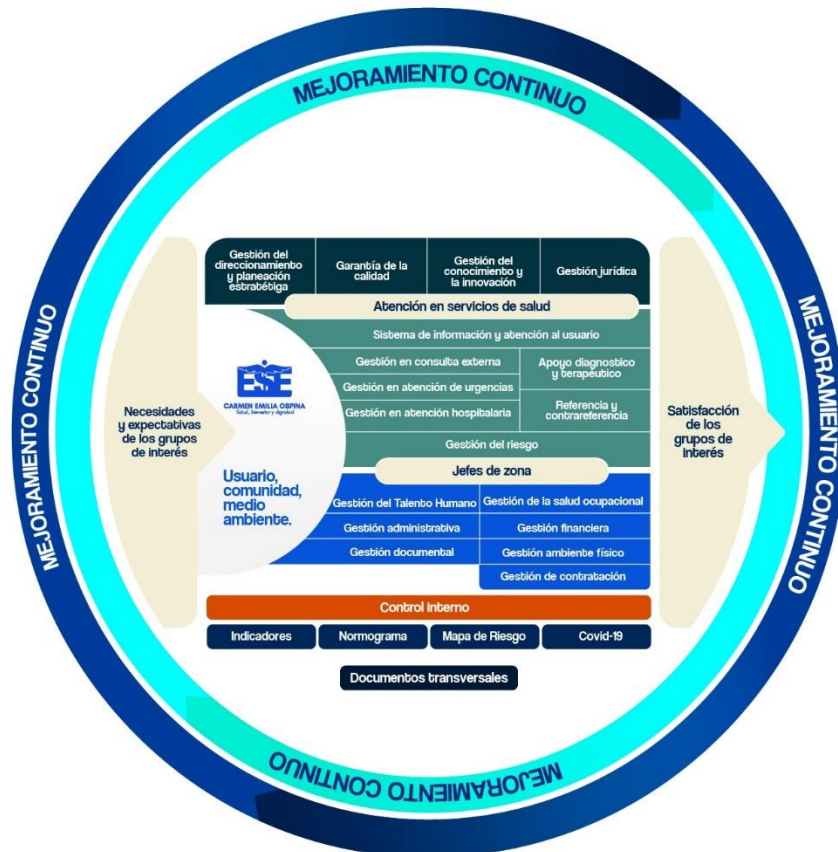 MEJORAMIENTO CONTINUO
MEJORAMIENTO CONTINUO
MEJORAMIENTO CONTINUO
MEJORAMIENTO CONTINUO
Gestión del
direccionamiento
y planeación
estratétiga
Garantía de la
calidad
Gestión del
conocimiento y
la innovación
Gestión jurídica
Atención en servicios de salud
Sistema de información y atención al usuario
Gestión en consulta externa
Gestión en atención de urgencias
Gestión en atención hospitalaria
Apoyo diagnostico
y terapéutico
Referencia y
contrareferencia
Gestión del riesgo
Necesidades
y expectativas
de los grupos
de interés
ESE
CARMEN EMILIA OSPINA
Salud, bienestar y dignidad
Usuario,
comunidad,
medio
ambiente.
Satisfacción
de los
grupos de
interés
Jefes de zona
Gestión del Talento Humano
Gestión de la salud ocupacional
Gestión administrativa
Gestión financiera
Gestión documental
Gestión ambiente físico
Gestión de contratación
Control Interno
Indicadores
Normograma
Mapa de Riesgo
Covid-19
Documentos transversales